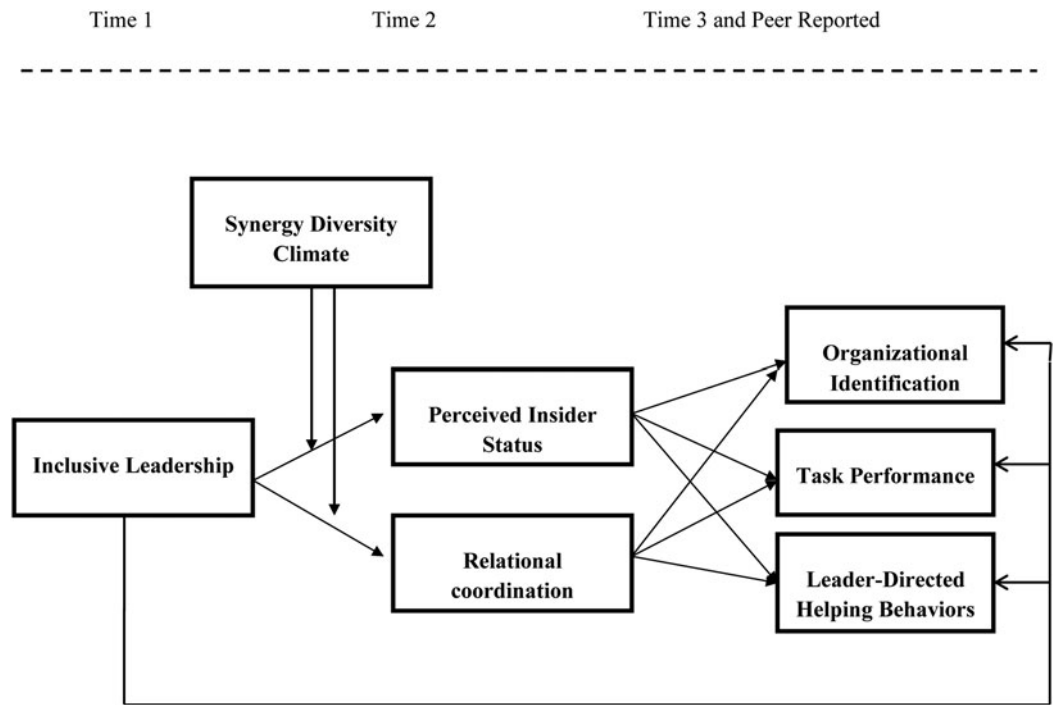 Time 1
Time 2
Time 3 and Peer Reported
Synergy Diversity
Climate
Organizational
Identification
Perceived Insider
Status
Inclusive Leadership
Task Performance
Relational
coordination
Leader-Directed
Helping Behaviors